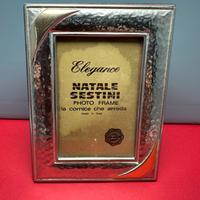 Elegance
NATALE
SESTINI
PHOTO FRAME
la cornice che arreda
MADE IN ITALY